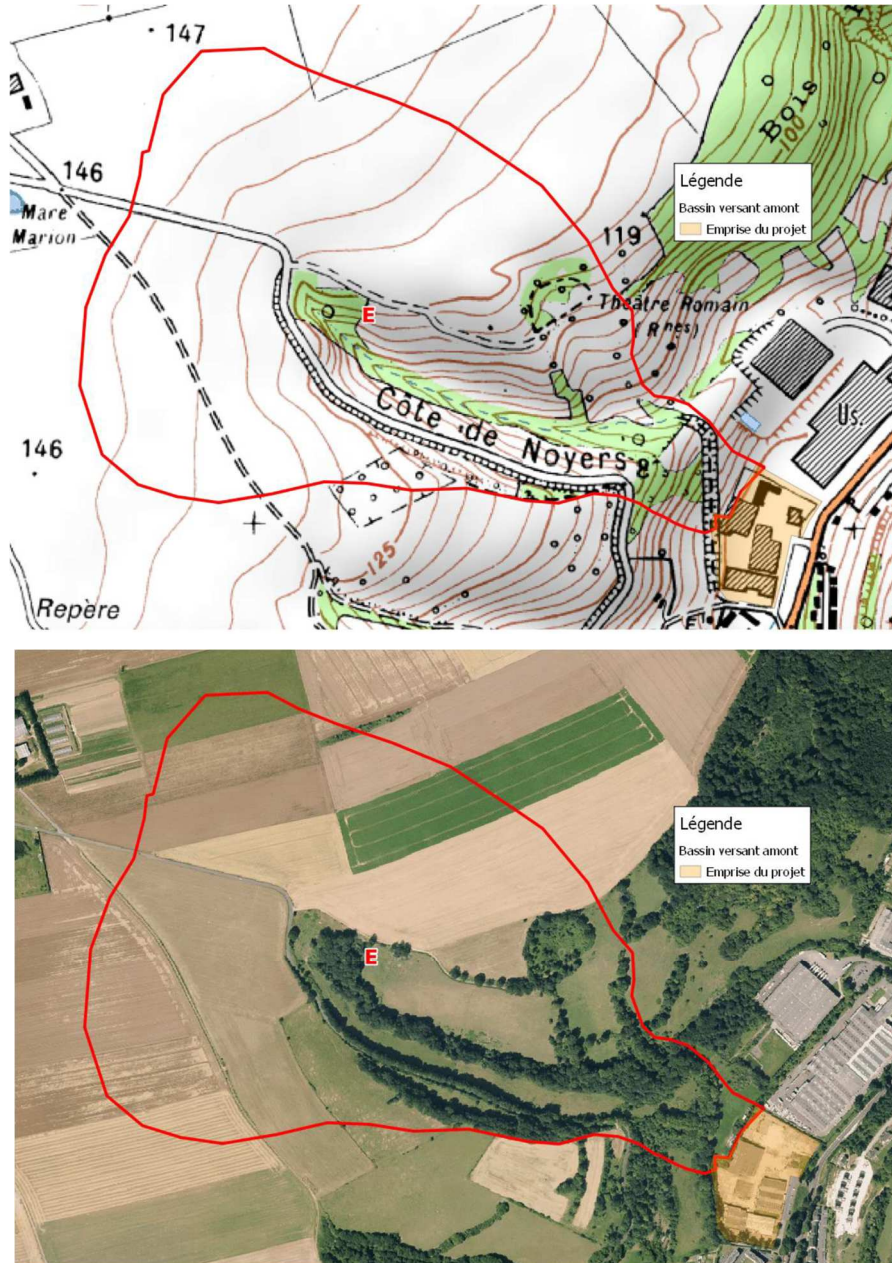 147
Bois
100
Légende
146
Bassin versant amont
Mare
Marion
119
Emprise du projet
E
Théâtre Romain
(Rnes)
Us.
Côte de Noyers
146
125
Repère
Légende
Bassin versant amont
Emprise du projet
E